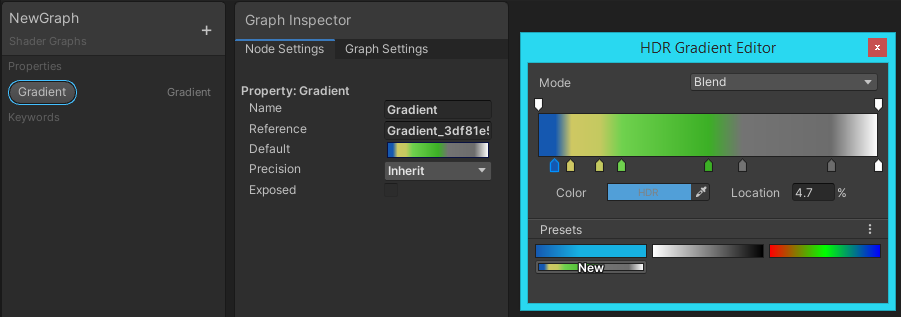 NewGraph
Shader Graphs
+
Properties
Gradient
Gradient
Keywords
Graph Inspector
Node Settings
Graph Settings
Property: Gradient
Name
Gradient
Reference
Gradient_3df81e5
Default
Precision
Inherit
Exposed
HDR Gradient Editor
x
Mode
Blend
Color
HDR
Location
4.7
%
Presets
New